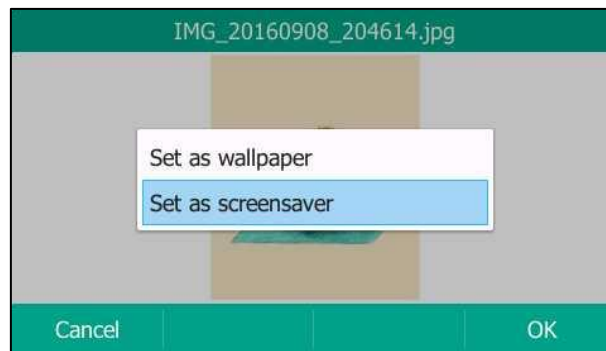 IMG_20160908_204614.jpg
Set as wallpaper
Set as screensaver
Cancel
OK